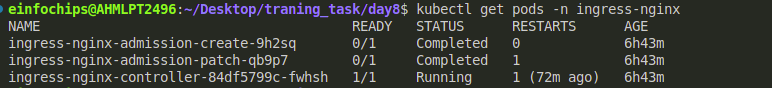 einfochips@AHMLPT2496:~/Desktop/traning_task/day8$ kubectl get pods -n ingress-nginx
NAME READY STATUS RESTARTS AGE
ingress-nginx-admission-create-9h2sq 0/1 Completed 0 6h43m
ingress-nginx-admission-patch-qb9p7 0/1 Completed 1 6h43m
ingress-nginx-controller-84df5799c-fwhsh 1/1 Running 1 (72m ago) 6h43m